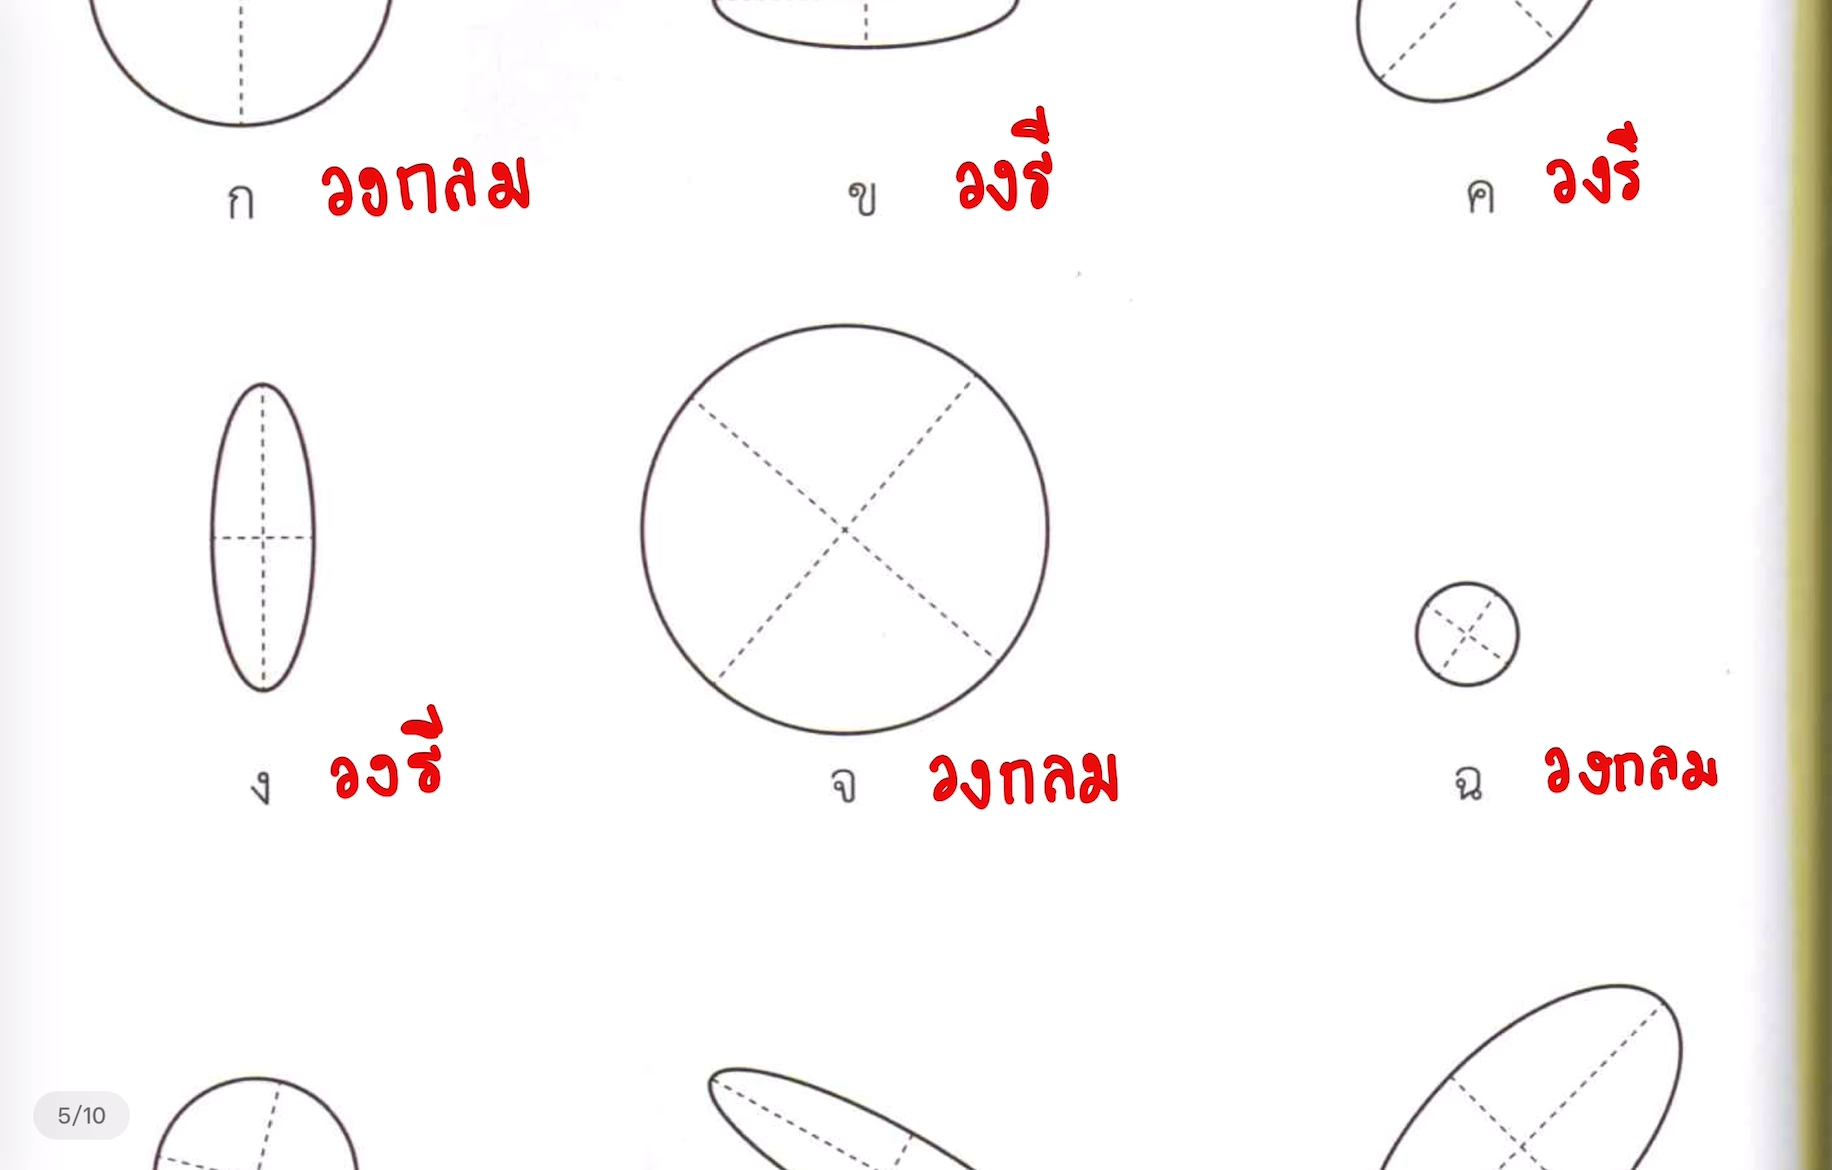 ก วงกลม ข วงรี ค วงรี
ง วงรี จ วงกลม ฉ วงกลม
5/10